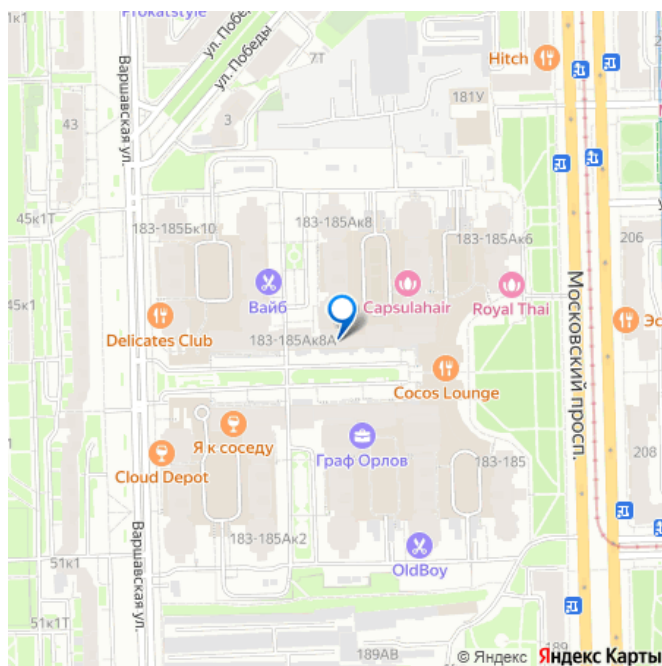 Prokatstyle
ул. Победы
ул. Победы
7Т
Hitch
181У
43
3
Варшавская ул.
45к1Т
183-185Бк10
183-185Ак8
183-185Ак6
206
45к1
Вайб
Capsulahair
Royal Thai
Delicates Club
183-185Ак8А
Московский просп.
Cocos Lounge
Я к соседу
Граф Орлов
183-185
Cloud Depot
208
Варшавская ул.
183-185Ак2
OldBoy
51к1
51к1Т
189АВ
189
© Яндекс Яндекс Карты